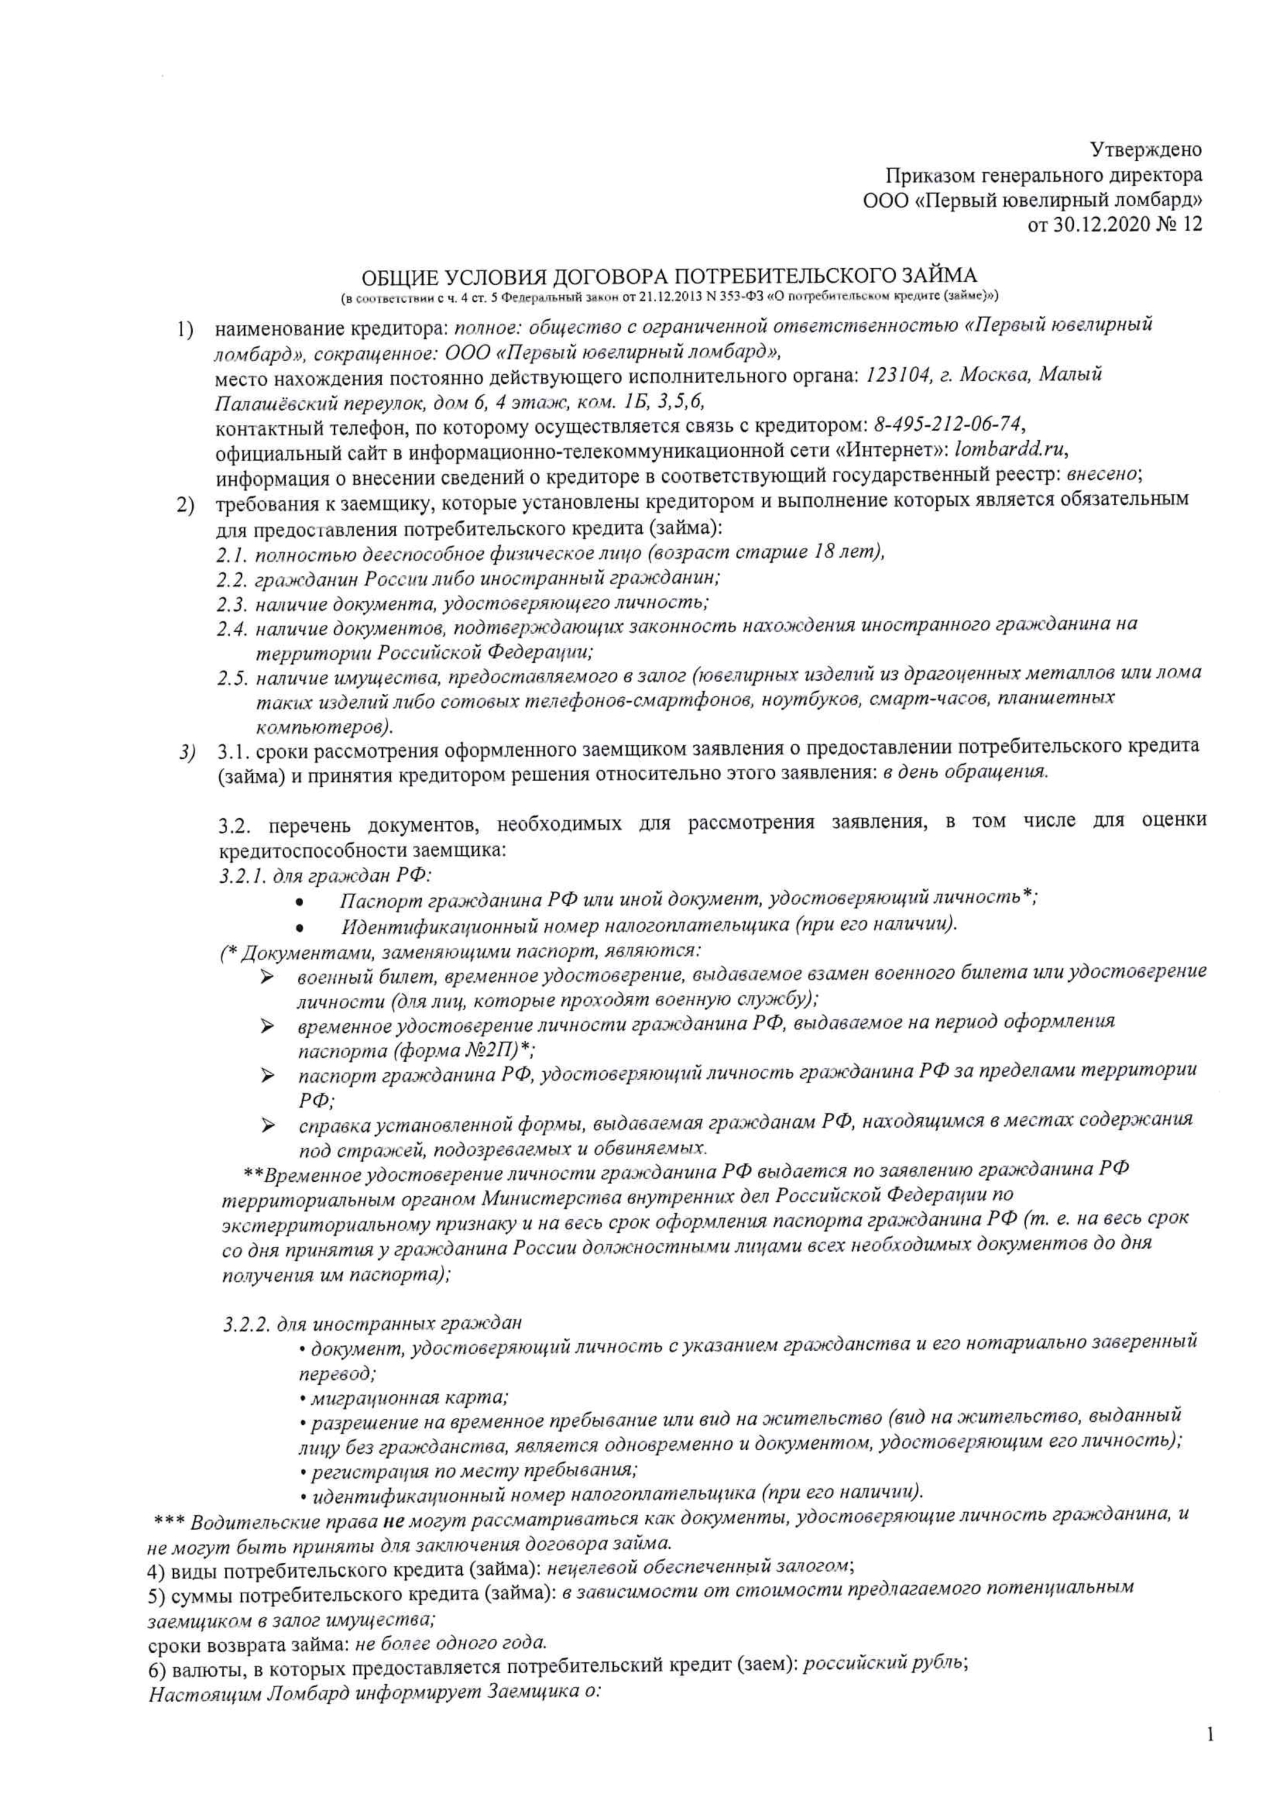 Утверждено
Приказом генерального директора
ООО «Первый ювелирный ломбард»
от 30.12.2020 № 12
ОБЩИЕ УСЛОВИЯ ДОГОВОРА ПОТРЕБИТЕЛЬСКОГО ЗАЙМА
(в соответствии с ч. 4 ст. 5 Федеральный закон от 21.12.2013 N 353-ФЗ «О потребительском кредите (займе)»)
1) наименование кредитора: полное: общество с ограниченной ответственностью «Первый ювелирный
ломбард», сокращенное: ООО «Первый ювелирный ломбард»,
место нахождения постоянно действующего исполнительного органа: 123104, г. Москва, Малый
Палашёвский переулок, дом 6, 4 этаж, ком. 1Б, 3,5,6,
контактный телефон, по которому осуществляется связь с кредитором: 8-495-212-06-74,
официальный сайт в информационно-телекоммуникационной сети «Интернет»: lombardd.ru,
информация о внесении сведений о кредиторе в соответствующий государственный реестр: внесено;
2) требования к заемщику, которые установлены кредитором и выполнение которых является обязательным
для предоставления потребительского кредита (займа):
2.1. полностью дееспособное физическое лицо (возраст старше 18 лет),
2.2. гражданин России либо иностранный гражданин;
2.3. наличие документа, удостоверяющего личность;
2.4. наличие документов, подтверждающих законность нахождения иностранного гражданина на
территории Российской Федерации;
2.5. наличие имущества, предоставляемого в залог (ювелирных изделий из драгоценных металлов или лома
таких изделий либо сотовых телефонов-смартфонов, ноутбуков, смарт-часов, планшетных
компьютеров).
3) 3.1. сроки рассмотрения оформленного заемщиком заявления о предоставлении потребительского кредита
(займа) и принятия кредитором решения относительно этого заявления: в день обращения.
3.2. перечень документов, необходимых для рассмотрения заявления, в том числе для оценки
кредитоспособности заемщика:
3.2.1. для граждан РФ:
• Паспорт гражданина РФ или иной документ, удостоверяющий личность*;
• Идентификационный номер налогоплательщика (при его наличии).
(* Документами, заменяющими паспорт, являются:
➢ военный билет, временное удостоверение, выдаваемое взамен военного билета или удостоверение
личности (для лиц, которые проходят военную службу);
➢ временное удостоверение личности гражданина РФ, выдаваемое на период оформления
паспорта (форма №2П)*;
➢ паспорт гражданина РФ, удостоверяющий личность гражданина РФ за пределами территории
РФ;
➢ справка установленной формы, выдаваемая гражданам РФ, находящимся в местах содержания
под стражей, подозреваемых и обвиняемых.
**Временное удостоверение личности гражданина РФ выдается по заявлению гражданина РФ
территориальным органом Министерства внутренних дел Российской Федерации по
экстерриториальному признаку и на весь срок оформления паспорта гражданина РФ (т. е. на весь срок
со дня принятия у гражданина России должностными лицами всех необходимых документов до дня
получения им паспорта);
3.2.2. для иностранных граждан
• документ, удостоверяющий личность с указанием гражданства и его нотариально заверенный
перевод;
• миграционная карта;
• разрешение на временное пребывание или вид на жительство (вид на жительство, выданный
лицу без гражданства, является одновременно и документом, удостоверяющим его личность);
• регистрация по месту пребывания;
• идентификационный номер налогоплательщика (при его наличии).
*** Водительские права не могут рассматриваться как документы, удостоверяющие личность гражданина, и
не могут быть приняты для заключения договора займа.
4) виды потребительского кредита (займа): нецелевой обеспеченный залогом;
5) суммы потребительского кредита (займа): в зависимости от стоимости предлагаемого потенциальным
заемщиком в залог имущества;
сроки возврата займа: не более одного года.
6) валюты, в которых предоставляется потребительский кредит (заем): российский рубль;
Настоящим Ломбард информирует Заемщика о:
1